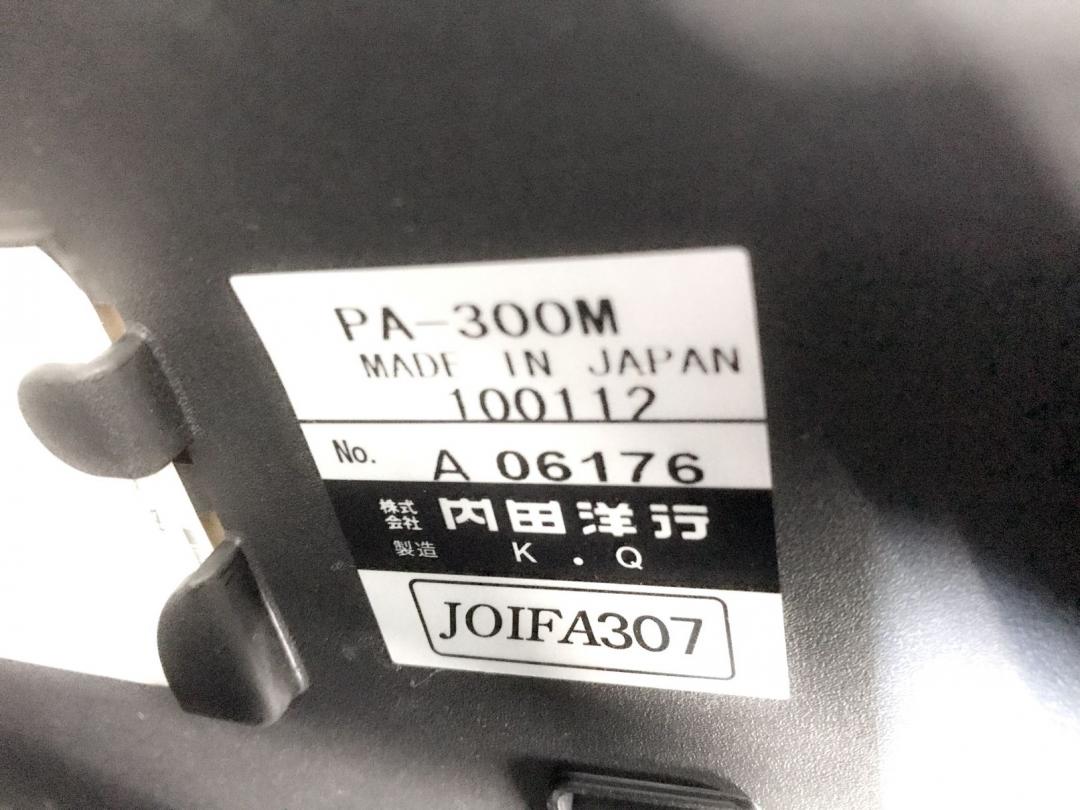 PA-300M
MADE IN JAPAN
100112
No. A 06176
株式会社 内田洋行
製造 K.Q
JOIFA307